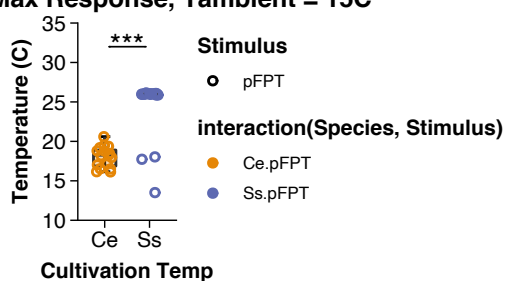 Max Response, Tambient = 15C
Temperature (C)
35
30
25
20
15
10
***
Ce Ss
Cultivation Temp
Stimulus
pFPT
interaction(Species, Stimulus)
Ce.pFPT
Ss.pFPT